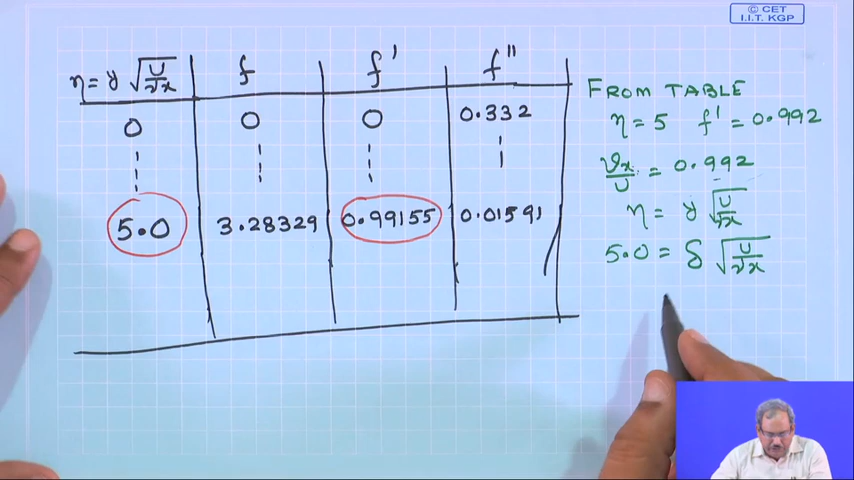 © CET
I.I.T. KGP
η = y √(U/νx) f f' f"
0 0 0 0.332
5.0 3.28329 0.99155 0.01591
FROM TABLE
η = 5 f' = 0.992
υx/U = 0.992
η = y √(U/νx)
5.0 = δ √(U/νx)